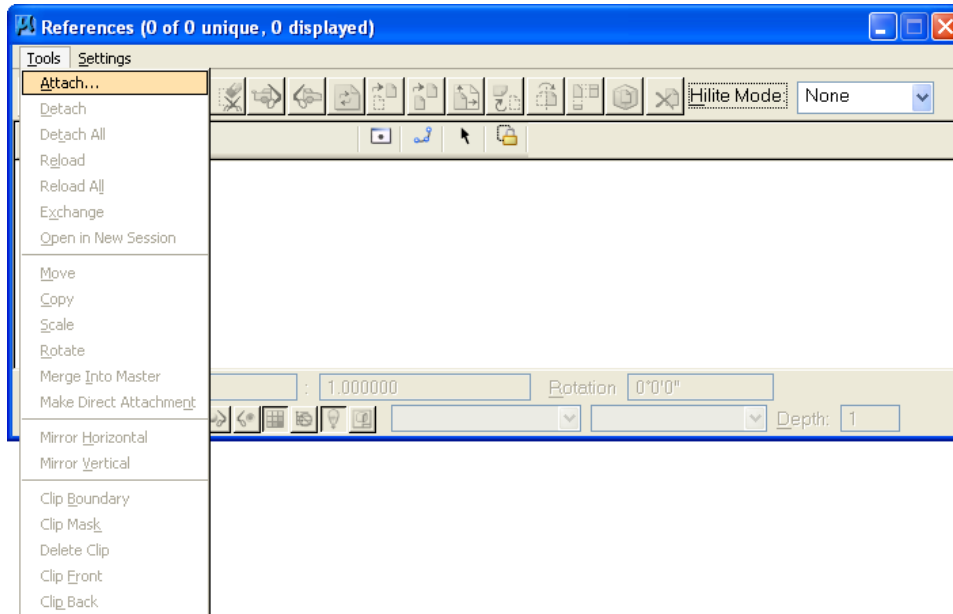 References (0 of 0 unique, 0 displayed)
Tools Settings
Attach...
Hilite Mode: None
Detach
Detach All
Reload
Reload All
Exchange
Open in New Session
Move
Copy
Scale
Rotate
Merge Into Master
: 1.000000 Rotation 0°0'0"
Make Direct Attachment
Depth: 1
Mirror Horizontal
Mirror Vertical
Clip Boundary
Clip Mask
Delete Clip
Clip Front
Clip Back